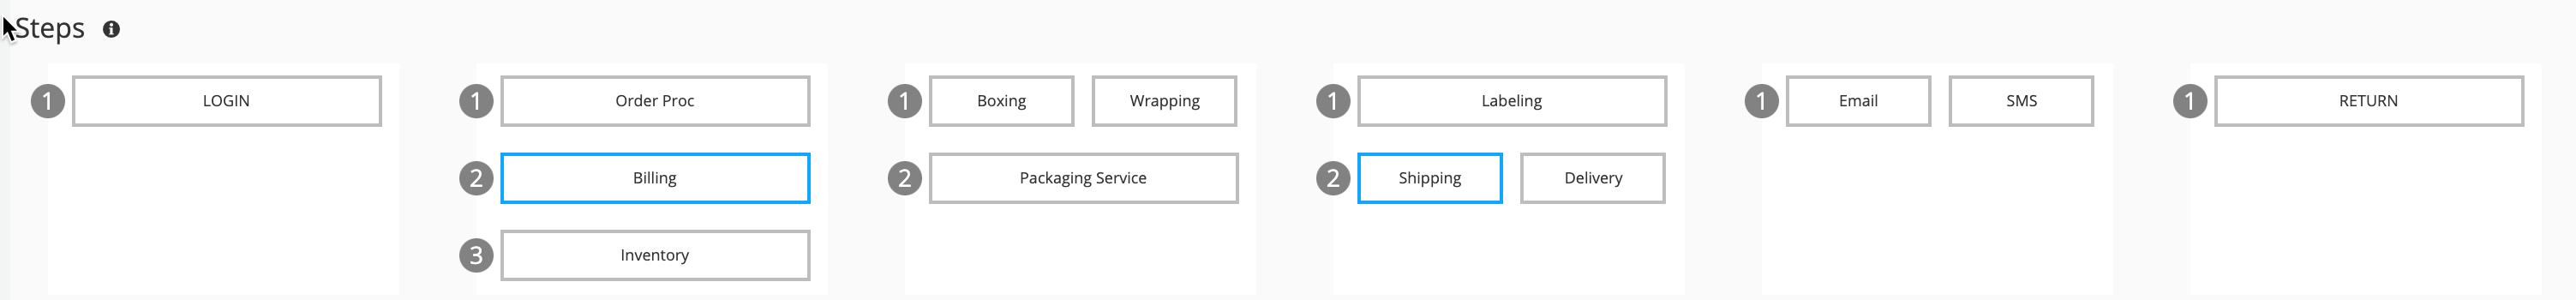 Steps
1 LOGIN
1 Order Proc
2 Billing
3 Inventory
1 Boxing Wrapping
2 Packaging Service
1 Labeling
2 Shipping Delivery
1 Email SMS
1 RETURN